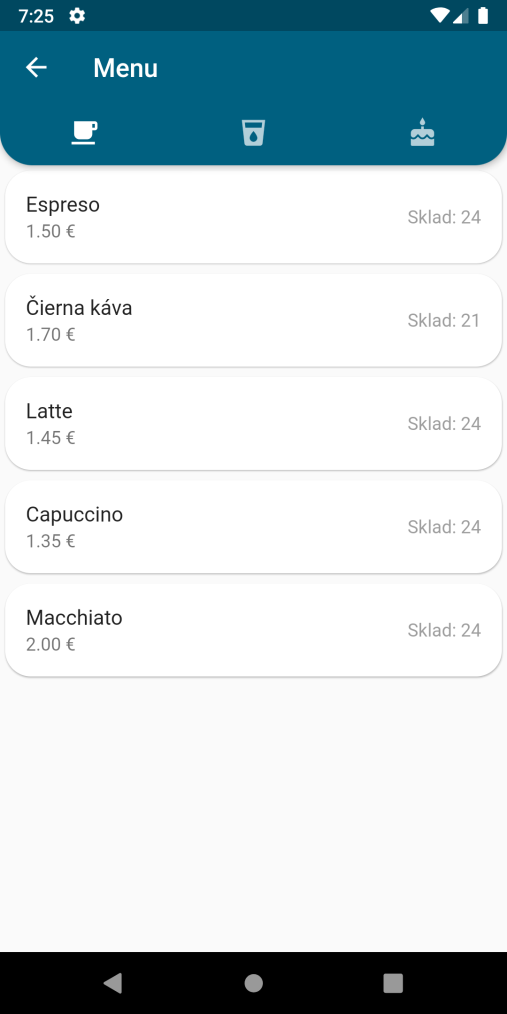 7:25
Menu
Espreso
1.50 €
Sklad: 24
Čierna káva
1.70 €
Sklad: 21
Latte
1.45 €
Sklad: 24
Capuccino
1.35 €
Sklad: 24
Macchiato
2.00 €
Sklad: 24